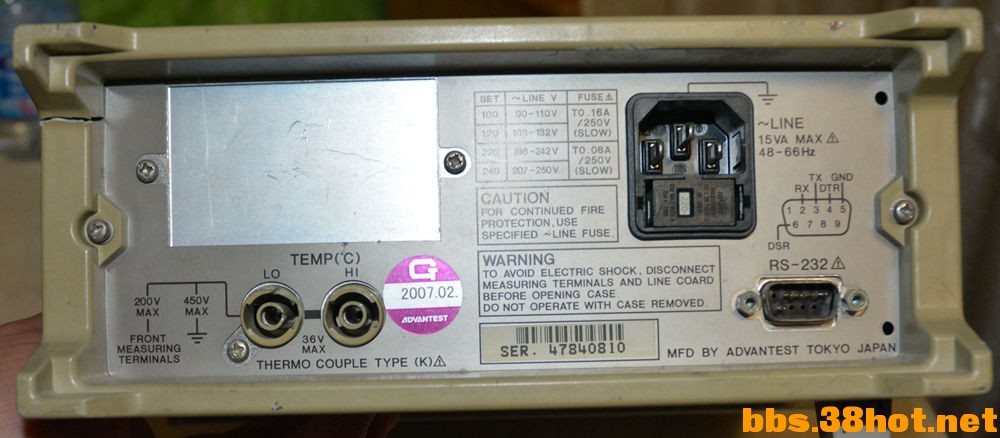 SET ~LINE V FUSE⚠
100 90-110V T0.16A
/250V
120 103-132V (SLOW)
220 198-242V T0.08A
/250V
240 207-250V (SLOW)
~LINE
15VA MAX⚠
48-66Hz
CAUTION
FOR CONTINUED FIRE
PROTECTION, USE
SPECIFIED ~LINE FUSE.
TX GND
RX DTR
1 2 3 4 5
6 7 8 9
DSR
RS-232⚠
WARNING
TO AVOID ELECTRIC SHOCK, DISCONNECT
MEASURING TERMINALS AND LINE COARD
BEFORE OPENING CASE.
DO NOT OPERATE WITH CASE REMOVED.
TEMP(°C)
LO HI
200V MAX
450V MAX
36V MAX
FRONT
MEASURING
TERMINALS
THERMO COUPLE TYPE (K)⚠
2007.02.
ADVANTEST
SER. 47840810
MFD BY ADVANTEST TOKYO JAPAN
bbs.38hot.net